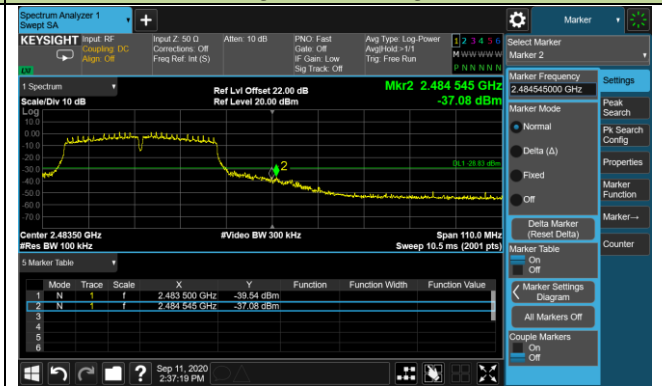 Spectrum Analyzer 1
Swept SA
Marker
KEYSIGHT
Input: RF
Coupling: DC
Align: Off
Input Z: 50 Ω
Corrections: Off
Freq Ref: Int (S)
Atten: 10 dB
PNO: Fast
Gate: Off
IF Gain: Low
Sig Track: Off
Avg Type: Log-Power
Avg|Hold:>1/1
Trig: Free Run
1 2 3 4 5 6
M W W W W W
P N N N N N
Select Marker
Marker 2
1 Spectrum
Scale/Div 10 dB
Ref Lvl Offset 22.00 dB
Ref Level 20.00 dBm
Mkr2 2.484 545 GHz
-37.08 dBm
Log
10.0
0.00
-10.0
-20.0
-30.0
-40.0
-50.0
-60.0
-70.0
2
DL1 -28.83 dBm
Center 2.48350 GHz
#Res BW 100 kHz
#Video BW 300 kHz
Span 110.0 MHz
Sweep 10.5 ms (2001 pts)
5 Marker Table
Mode Trace Scale X Y Function Function Width Function Value
1 N 1 f 2.483 500 GHz -39.54 dBm
2 N 1 f 2.484 545 GHz -37.08 dBm
3
4
5
6
Marker Frequency
2.484545000 GHz
Marker Mode
Normal
Delta (Δ)
Fixed
Off
Delta Marker
(Reset Delta)
Marker Table
On
Off
Marker Settings
Diagram
All Markers Off
Couple Markers
On
Off
Settings
Peak
Search
Pk Search
Config
Properties
Marker
Function
Marker→
Counter
Sep 11, 2020
2:37:19 PM